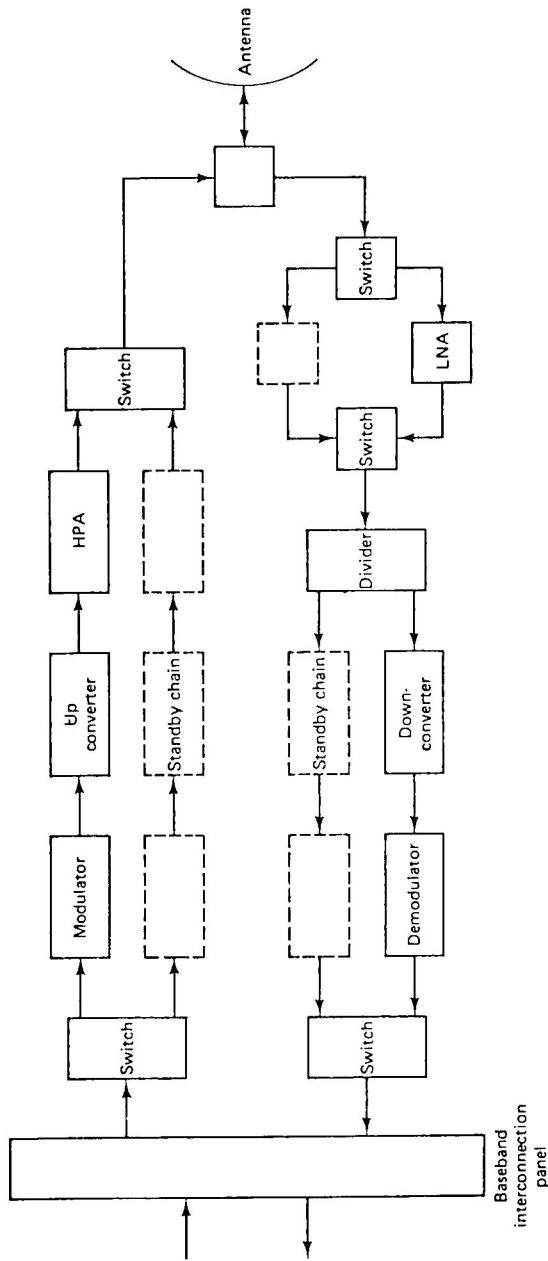 Baseband
interconnection
panel
Switch
Modulator
Up
converter
HPA
Switch
Standby chain
Antenna
Switch
LNA
Switch
Divider
Standby chain
Down-
converter
Demodulator
Switch